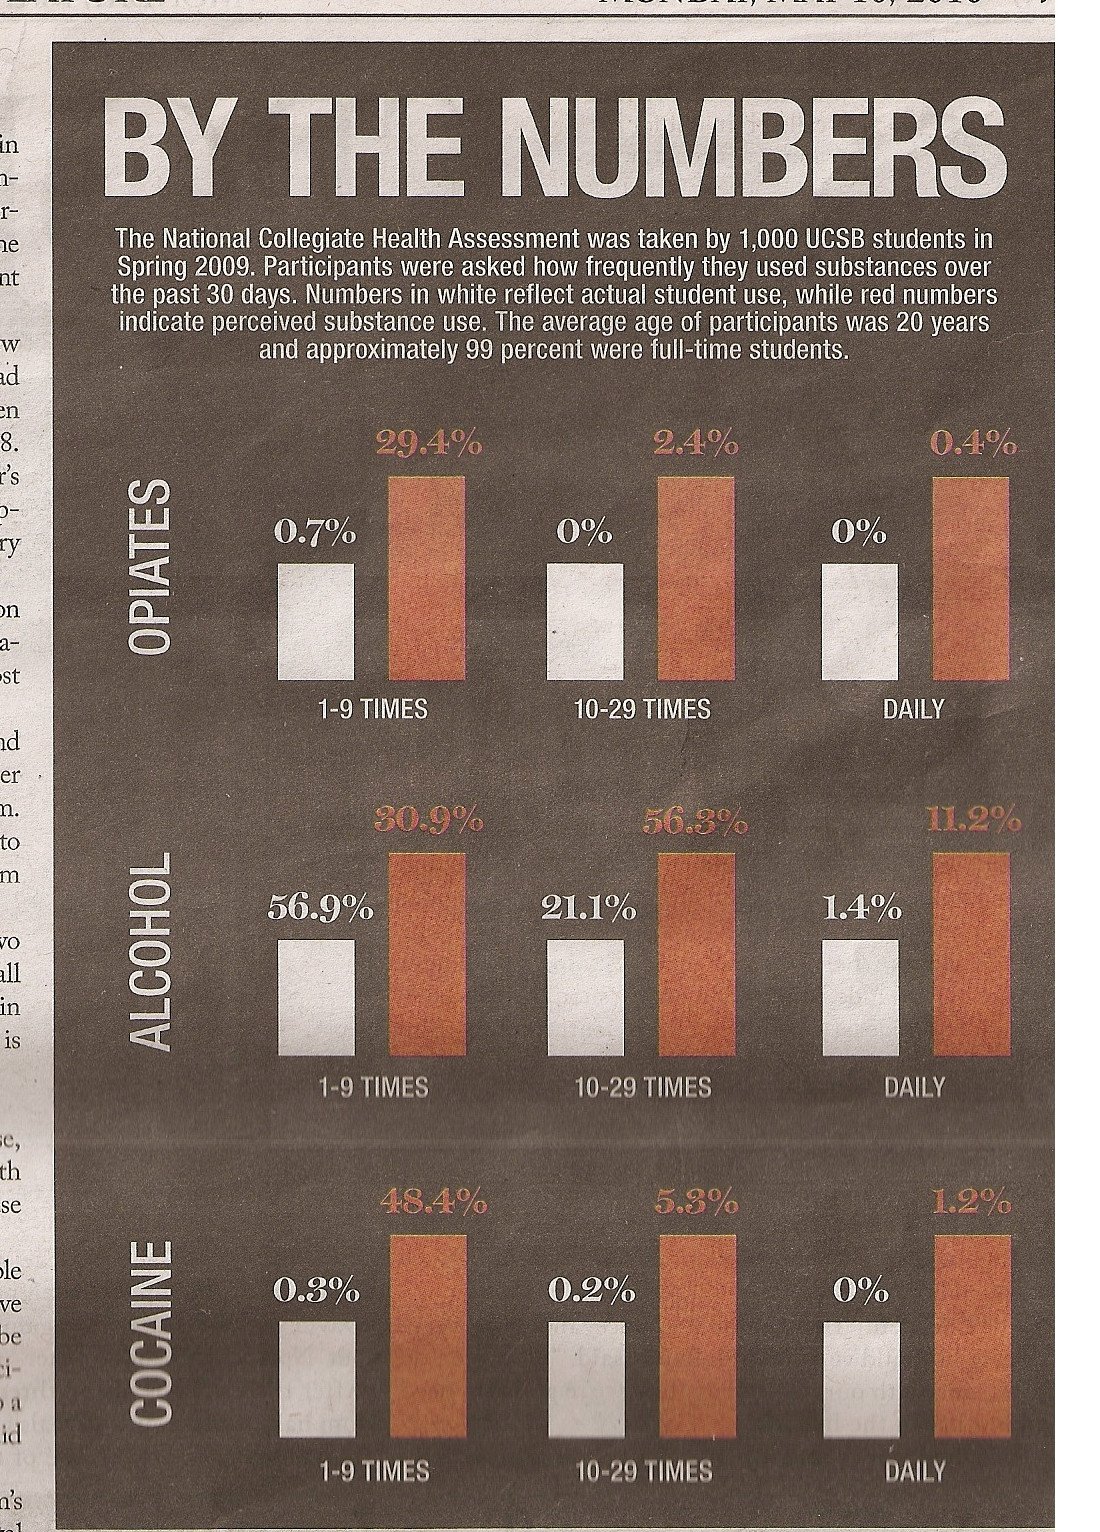 BY THE NUMBERS
The National Collegiate Health Assessment was taken by 1,000 UCSB students in
Spring 2009. Participants were asked how frequently they used substances over
the past 30 days. Numbers in white reflect actual student use, while red numbers
indicate perceived substance use. The average age of participants was 20 years
and approximately 99 percent were full-time students.
OPIATES
0.7% 29.4% 0% 2.4% 0% 0.4%
1-9 TIMES 10-29 TIMES DAILY
ALCOHOL
56.9% 30.9% 21.1% 56.3% 1.4% 11.2%
1-9 TIMES 10-29 TIMES DAILY
COCAINE
0.3% 48.4% 0.2% 5.3% 0% 1.2%
1-9 TIMES 10-29 TIMES DAILY